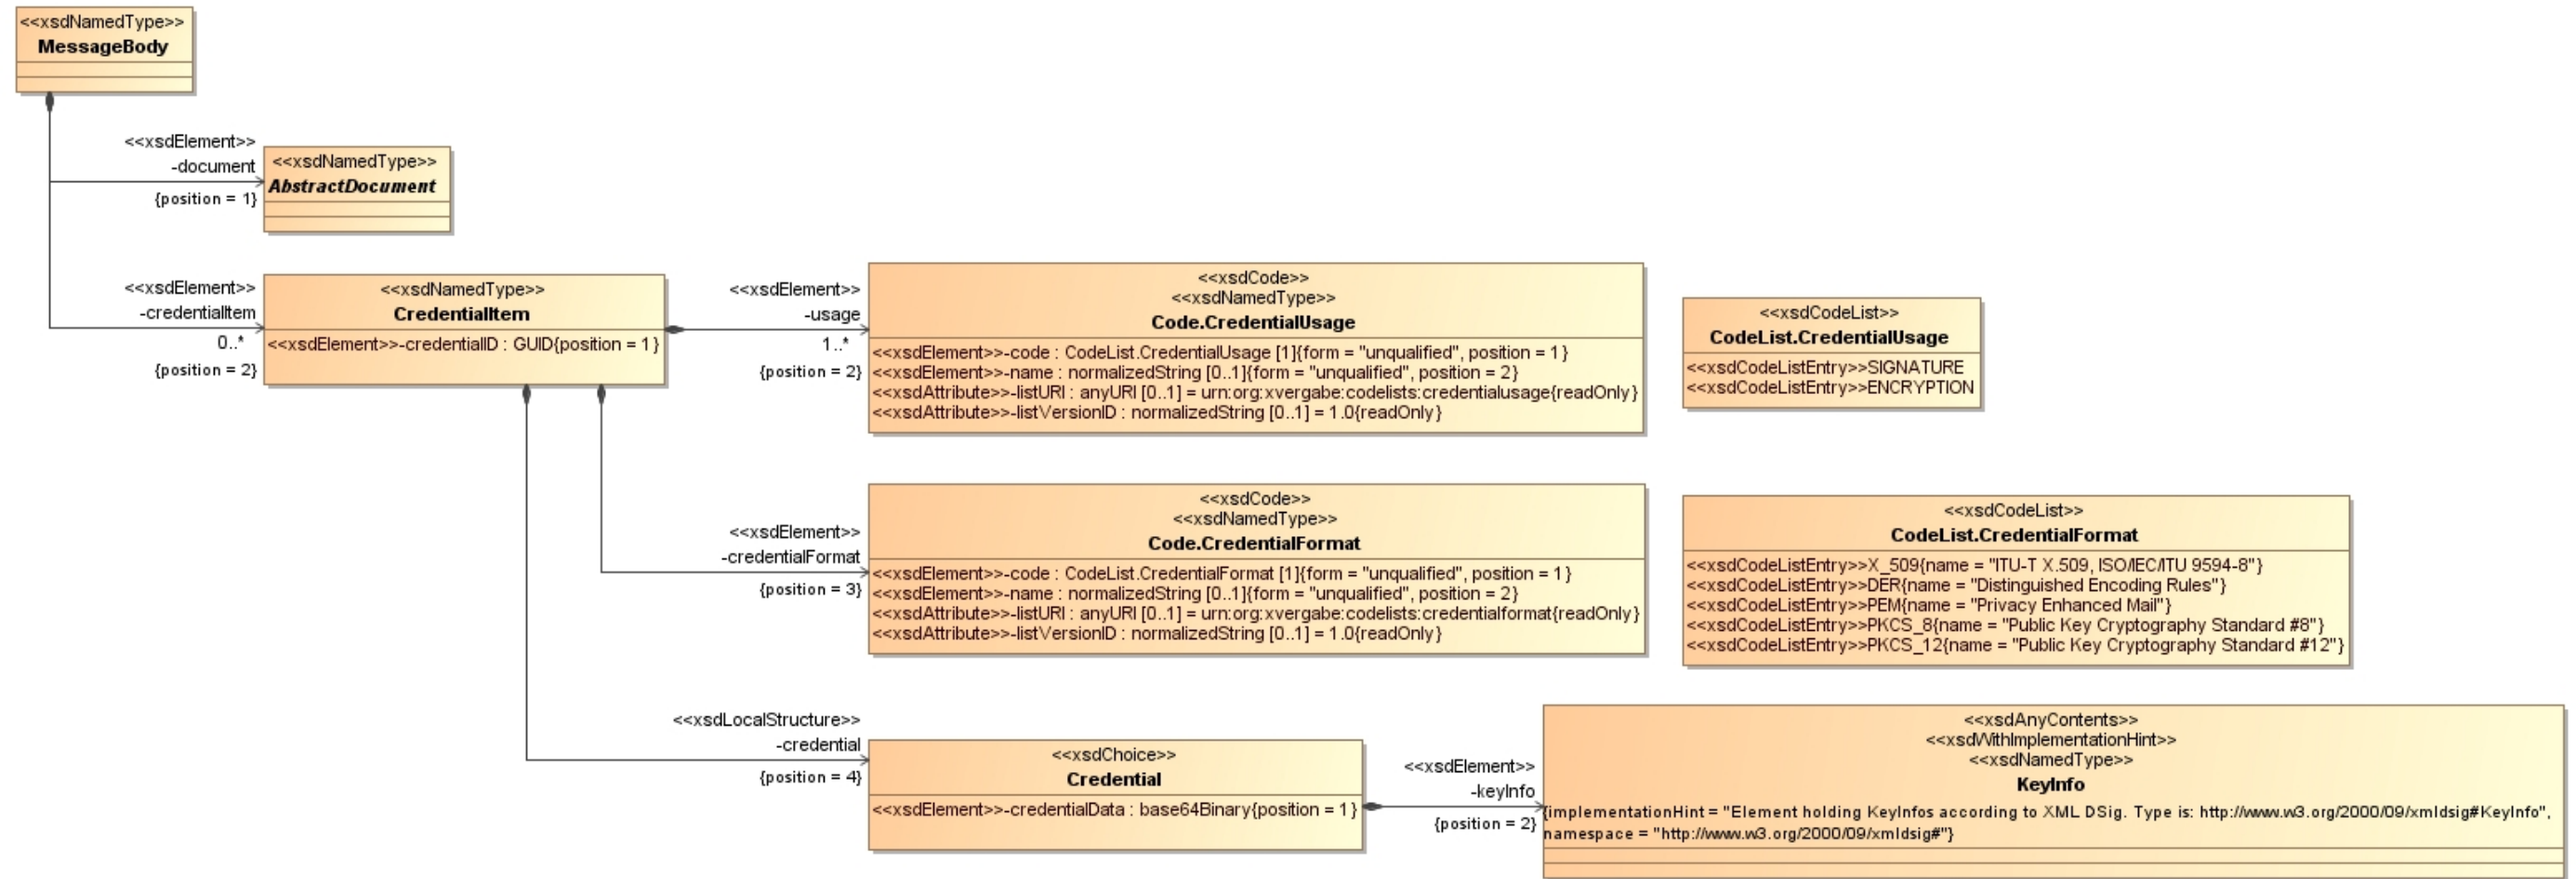 <<xsdNamedType>>
MessageBody
<<xsdElement>>
-document
{position = 1}
<<xsdNamedType>>
AbstractDocument
<<xsdElement>>
-credentialItem
0..*
{position = 2}
<<xsdNamedType>>
CredentialItem
<<xsdElement>>-credentialID : GUID{position = 1}
<<xsdElement>>
-usage
1..*
{position = 2}
<<xsdCode>>
<<xsdNamedType>>
Code.CredentialUsage
<<xsdElement>>-code : CodeList.CredentialUsage [1]{form = "unqualified", position = 1}
<<xsdElement>>-name : normalizedString [0..1]{form = "unqualified", position = 2}
<<xsdAttribute>>-listURI : anyURI [0..1] = urn:org:xvergabe:codelists:credentialusage{readOnly}
<<xsdAttribute>>-listVersionID : normalizedString [0..1] = 1.0{readOnly}
<<xsdCodeList>>
CodeList.CredentialUsage
<<xsdCodeListEntry>>SIGNATURE
<<xsdCodeListEntry>>ENCRYPTION
<<xsdElement>>
-credentialFormat
{position = 3}
<<xsdCode>>
<<xsdNamedType>>
Code.CredentialFormat
<<xsdElement>>-code : CodeList.CredentialFormat [1]{form = "unqualified", position = 1}
<<xsdElement>>-name : normalizedString [0..1]{form = "unqualified", position = 2}
<<xsdAttribute>>-listURI : anyURI [0..1] = urn:org:xvergabe:codelists:credentialformat{readOnly}
<<xsdAttribute>>-listVersionID : normalizedString [0..1] = 1.0{readOnly}
<<xsdCodeList>>
CodeList.CredentialFormat
<<xsdCodeListEntry>>X_509{name = "ITU-T X.509, ISO/IEC/ITU 9594-8"}
<<xsdCodeListEntry>>DER{name = "Distinguished Encoding Rules"}
<<xsdCodeListEntry>>PEM{name = "Privacy Enhanced Mail"}
<<xsdCodeListEntry>>PKCS_8{name = "Public Key Cryptography Standard #8"}
<<xsdCodeListEntry>>PKCS_12{name = "Public Key Cryptography Standard #12"}
<<xsdLocalStructure>>
-credential
{position = 4}
<<xsdChoice>>
Credential
<<xsdElement>>-credentialData : base64Binary{position = 1}
<<xsdElement>>
-keyInfo
{position = 2}
<<xsdAnyContents>>
<<xsdWithImplementationHint>>
<<xsdNamedType>>
KeyInfo
{implementationHint = "Element holding KeyInfos according to XML DSig. Type is: http://www.w3.org/2000/09/xmldsig#KeyInfo",
namespace = "http://www.w3.org/2000/09/xmldsig#"}